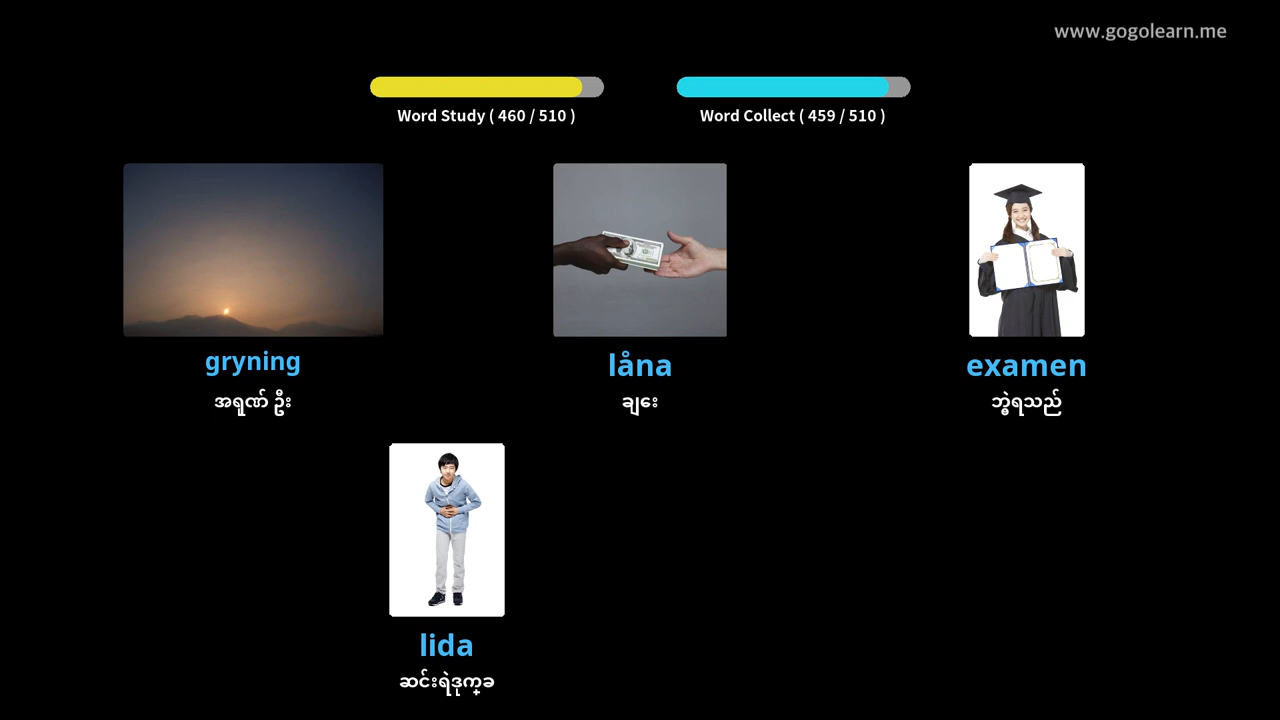 www.gogolearn.me
Word Study ( 460 / 510 )
Word Collect ( 459 / 510 )
gryning
låna
examen
အရုဏ် ဦး
ချေး
ဘွဲ့ရသည်
lida
ဆင်းရဲဒုက္ခ